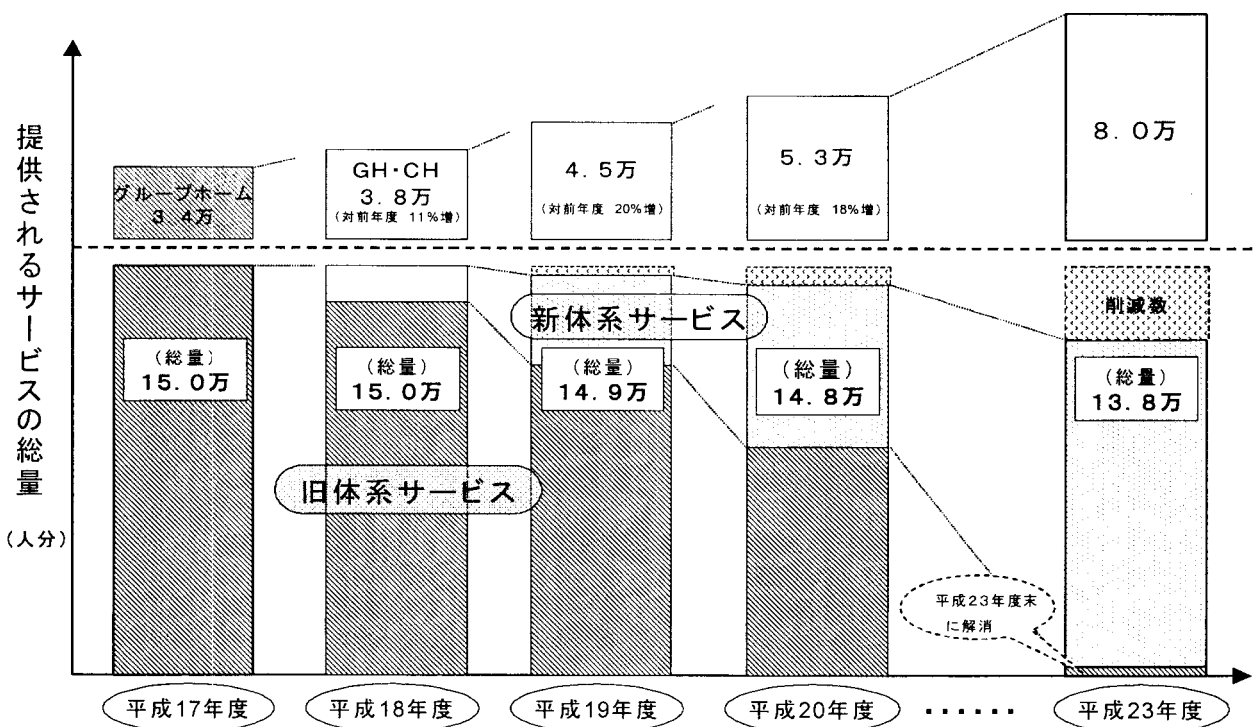 提供されるサービスの総量
(人分)
グループホーム
3.4万
GH・CH
3.8万
(対前年度 11%増)
4.5万
(対前年度 20%増)
5.3万
(対前年度 18%増)
8.0万
新体系サービス
削減数
(総量)
15.0万
(総量)
15.0万
(総量)
14.9万
(総量)
14.8万
(総量)
13.8万
旧体系サービス
平成23年度末
に解消
平成17年度
平成18年度
平成19年度
平成20年度
・・・・・・
平成23年度